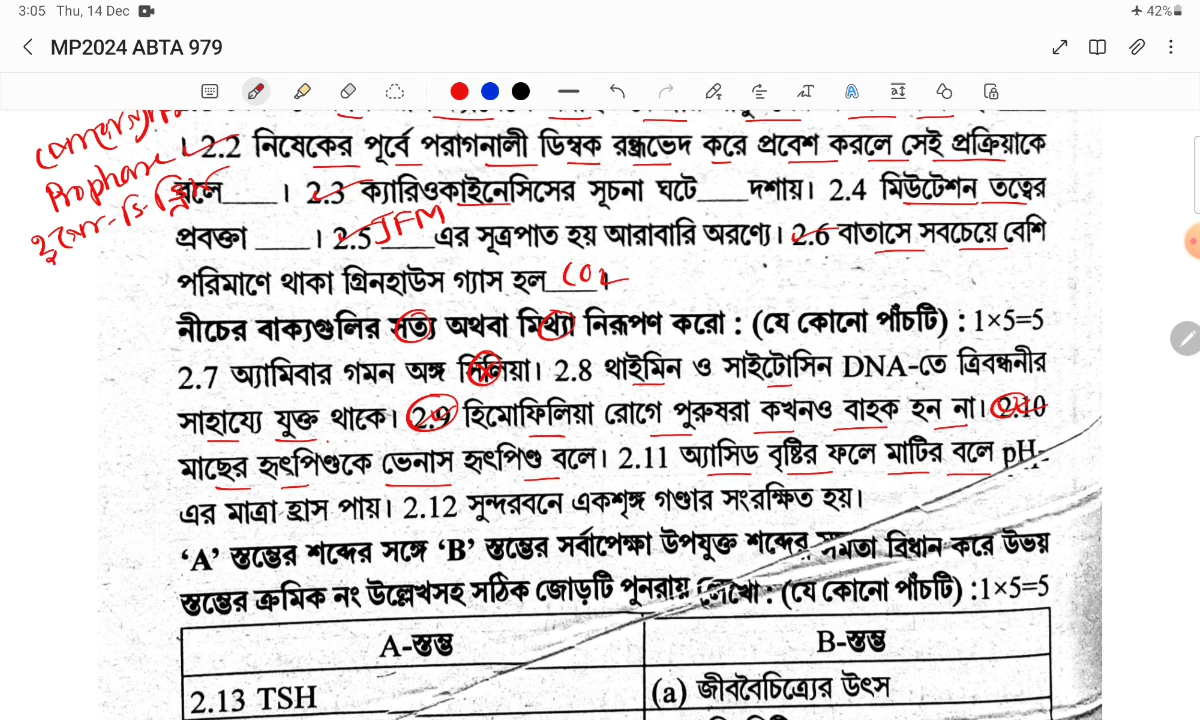 3:05 Thu, 14 Dec 42%
MP2024 ABTA 979
। 2.2 নিষেকের পূর্বে পরাগনালী ডিম্বক রন্ধ্রভেদ করে প্রবেশ করলে সেই প্রক্রিয়াকে
Prophase
বলে____। 2.3 ক্যারিওকাইনেসিসের সূচনা ঘটে____দশায়। 2.4 মিউটেশন তত্বের
হুগো-ডি-ভ্রিস
প্রবক্তা ____। 2.5 JFM ____এর সূত্রপাত হয় আরাবারি অরণ্যে। 2.6 বাতাসে সবচেয়ে বেশি
পরিমাণে থাকা গ্রিনহাউস গ্যাস হল CO2 ____।
নীচের বাক্যগুলির সত্য অথবা মিথ্যা নিরূপণ করো : (যে কোনো পাঁচটি) : 1×5=5
2.7 অ্যামিবার গমন অঙ্গ সিলিয়া। 2.8 থাইমিন ও সাইটোসিন DNA-তে ত্রিবন্ধনীর
সাহায্যে যুক্ত থাকে। 2.9 হিমোফিলিয়া রোগে পুরুষরা কখনও বাহক হন না। 2.10
মাছের হৃৎপিণ্ডকে ভেনাস হৃৎপিণ্ড বলে। 2.11 অ্যাসিড বৃষ্টির ফলে মাটির বলে pH-
এর মাত্রা হ্রাস পায়। 2.12 সুন্দরবনে একশৃঙ্গ গণ্ডার সংরক্ষিত হয়।
‘A’ স্তম্ভের শব্দের সঙ্গে ‘B’ স্তম্ভের সর্বাপেক্ষা উপযুক্ত শব্দের সমতা বিধান করে উভয়
স্তম্ভের ক্রমিক নং উল্লেখসহ সঠিক জোড়টি পুনরায় লেখো : (যে কোনো পাঁচটি) :1×5=5
A-স্তম্ভ B-স্তম্ভ
2.13 TSH (a) জীববৈচিত্র্যের উৎস